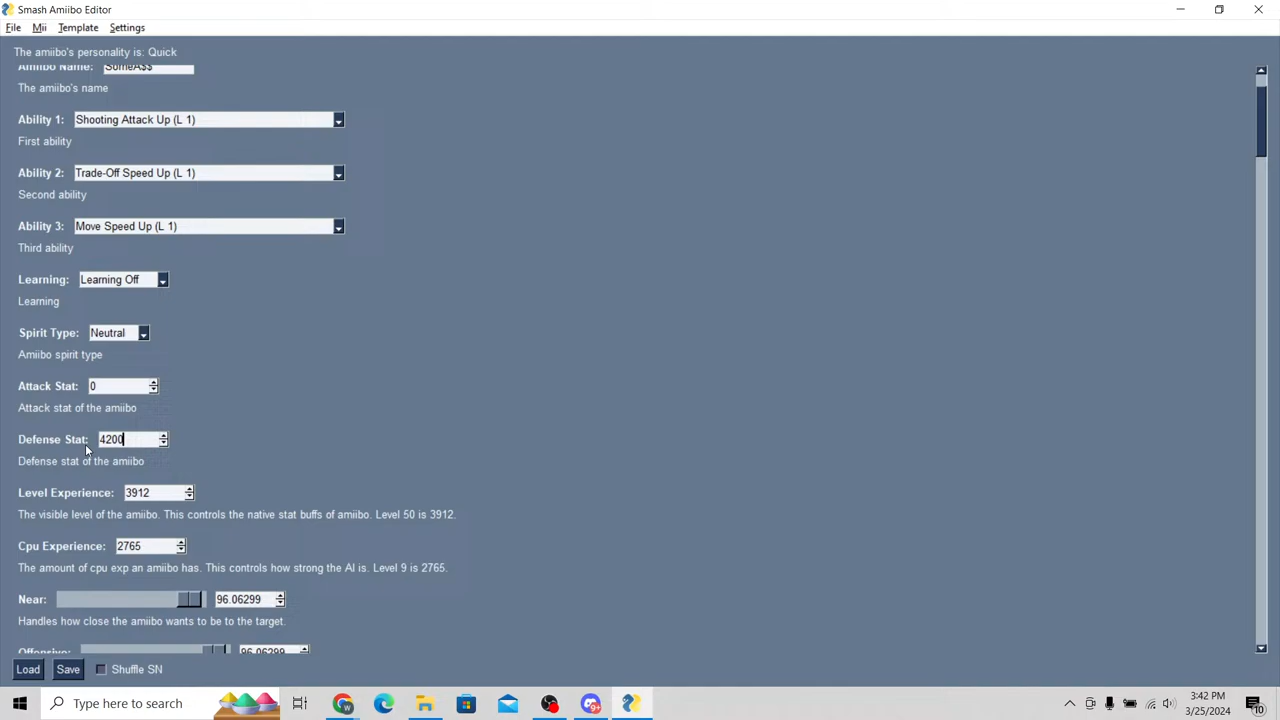 Smash Amiibo Editor
File Mii Template Settings
The amiibo's personality is: Quick
Amiibo Name: SomeA$$
The amiibo's name
Ability 1: Shooting Attack Up (L 1)
First ability
Ability 2: Trade-Off Speed Up (L 1)
Second ability
Ability 3: Move Speed Up (L 1)
Third ability
Learning: Learning Off
Learning
Spirit Type: Neutral
Amiibo spirit type
Attack Stat: 0
Attack stat of the amiibo
Defense Stat: 4200
Defense stat of the amiibo
Level Experience: 3912
The visible level of the amiibo. This controls the native stat buffs of amiibo. Level 50 is 3912.
Cpu Experience: 2765
The amount of cpu exp an amiibo has. This controls how strong the AI is. Level 9 is 2765.
Near: 96.06299
Handles how close the amiibo wants to be to the target.
Offensive: 96.06299
Load Save Shuffle SN
Type here to search
9+
3:42 PM
3/25/2024
10